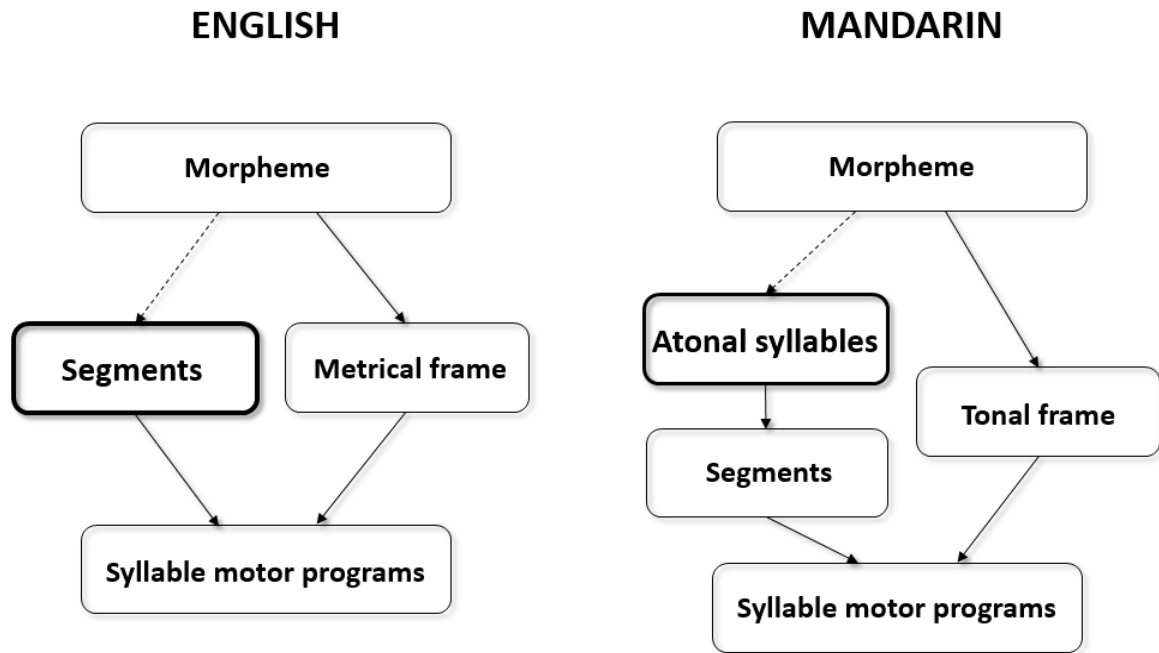 ENGLISH
Morpheme
Segments
Metrical frame
Syllable motor programs
MANDARIN
Morpheme
Atonal syllables
Segments
Tonal frame
Syllable motor programs